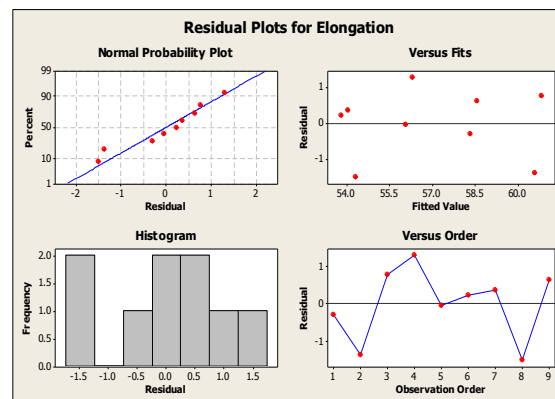 Residual Plots for Elongation
Normal Probability Plot
99
90
50
10
1
Percent
-2 -1 0 1 2
Residual
Versus Fits
1
0
-1
Residual
54.0 55.5 57.0 58.5 60.0
Fitted Value
Histogram
2.0
1.5
1.0
0.5
0.0
Frequency
-1.5 -1.0 -0.5 0.0 0.5 1.0 1.5
Residual
Versus Order
1
0
-1
Residual
1 2 3 4 5 6 7 8 9
Observation Order